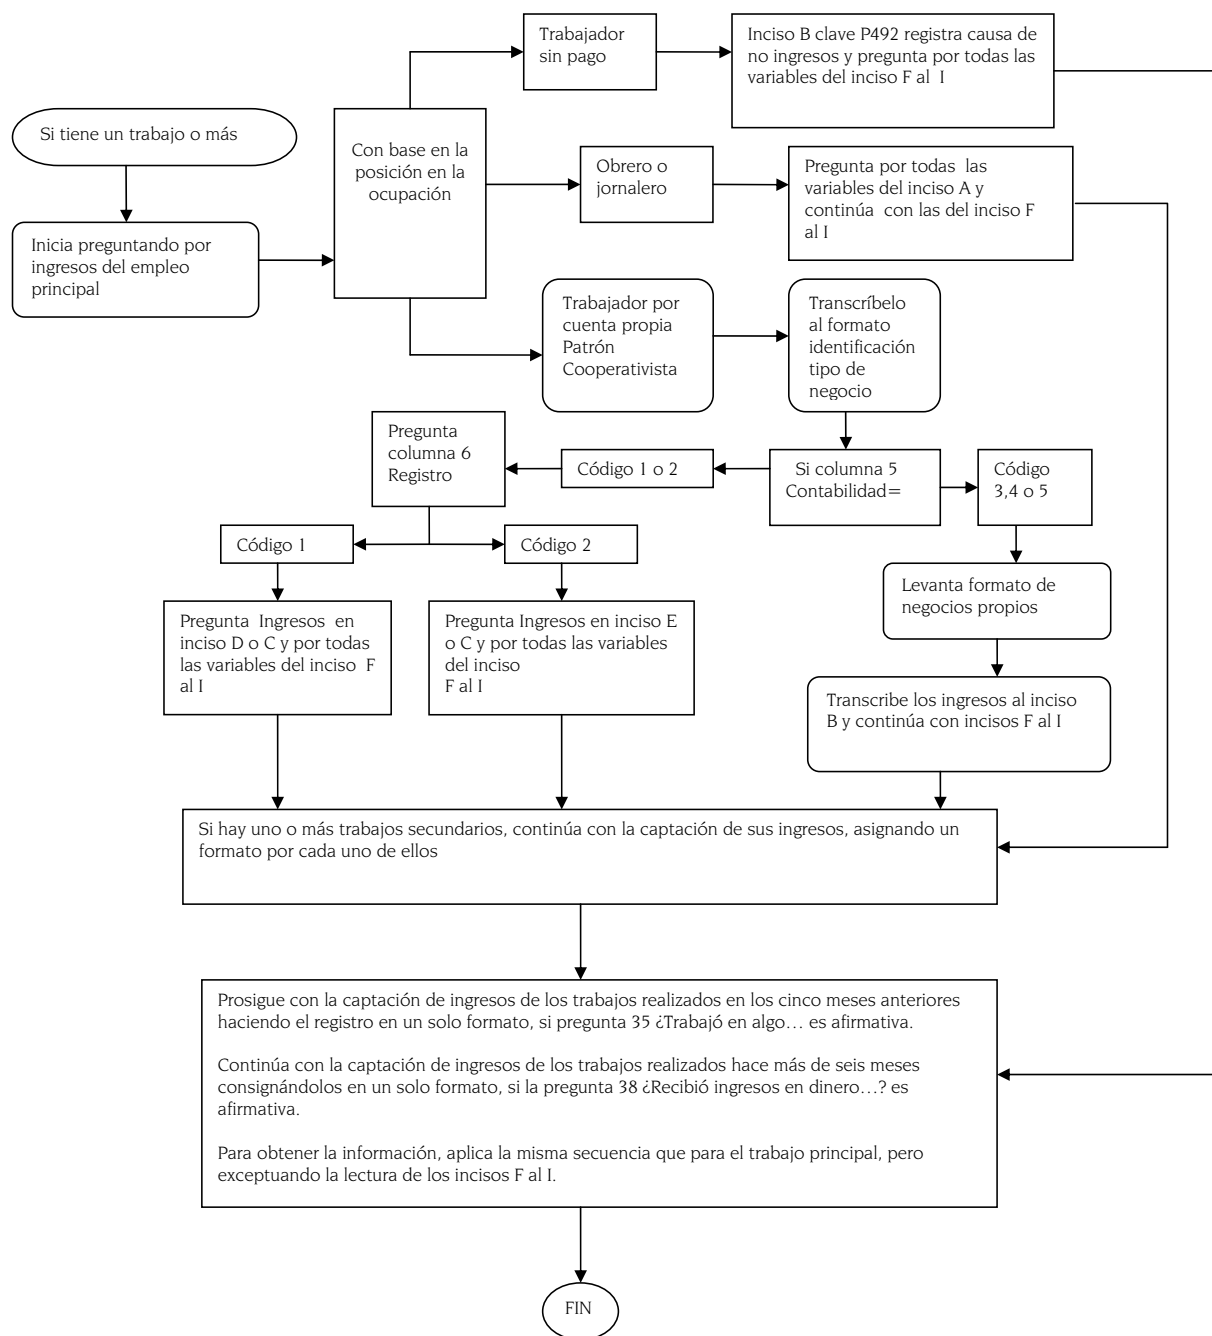 Trabajador
sin pago
Inciso B clave P492 registra causa de
no ingresos y pregunta por todas las
variables del inciso F al I
Si tiene un trabajo o más
Con base en la
posición en la
ocupación
Obrero o
jornalero
Pregunta por todas las
variables del inciso A y
continúa con las del inciso F
al I
Inicia preguntando por
ingresos del empleo
principal
Trabajador por
cuenta propia
Patrón
Cooperativista
Transcríbelo
al formato
identificación
tipo de
negocio
Pregunta
columna 6
Registro
Código 1 o 2
Si columna 5
Contabilidad=
Código
3,4 o 5
Código 1
Código 2
Levanta formato de
negocios propios
Pregunta Ingresos en
inciso D o C y por todas
las variables del inciso F
al I
Pregunta Ingresos en inciso E
o C y por todas las variables
del inciso
F al I
Transcribe los ingresos al inciso
B y continúa con incisos F al I
Si hay uno o más trabajos secundarios, continúa con la captación de sus ingresos, asignando un
formato por cada uno de ellos
Prosigue con la captación de ingresos de los trabajos realizados en los cinco meses anteriores
haciendo el registro en un solo formato, si pregunta 35 ¿Trabajó en algo… es afirmativa.
Continúa con la captación de ingresos de los trabajos realizados hace más de seis meses
consignándolos en un solo formato, si la pregunta 38 ¿Recibió ingresos en dinero…? es
afirmativa.
Para obtener la información, aplica la misma secuencia que para el trabajo principal, pero
exceptuando la lectura de los incisos F al I.
FIN